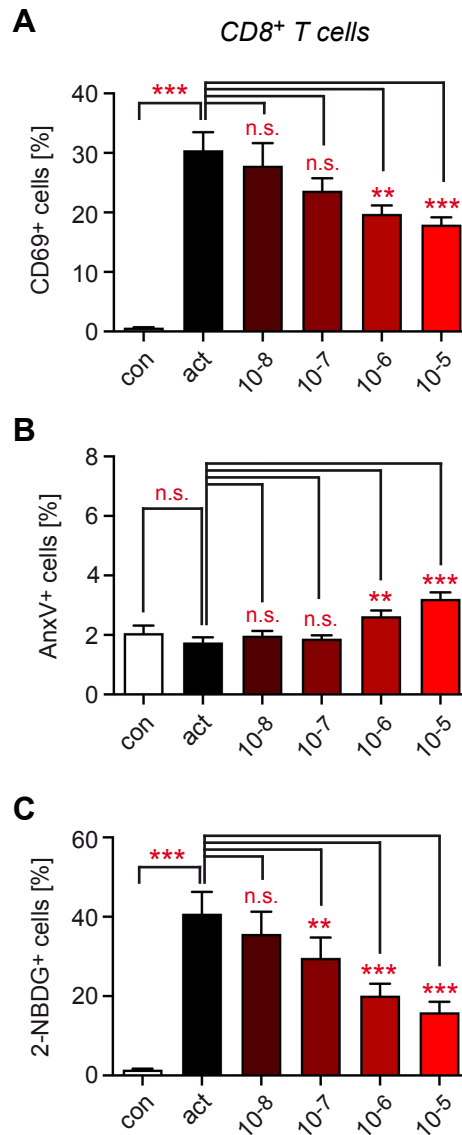 A
CD8+ T cells
CD69+ cells [%]
40
30
20
10
0
***
n.s.
n.s.
**
***
con
act
10-8
10-7
10-6
10-5
B
AnxV+ cells [%]
8
6
4
2
0
n.s.
n.s.
n.s.
**
***
con
act
10-8
10-7
10-6
10-5
C
2-NBDG+ cells [%]
60
40
20
0
***
n.s.
**
***
***
con
act
10-8
10-7
10-6
10-5